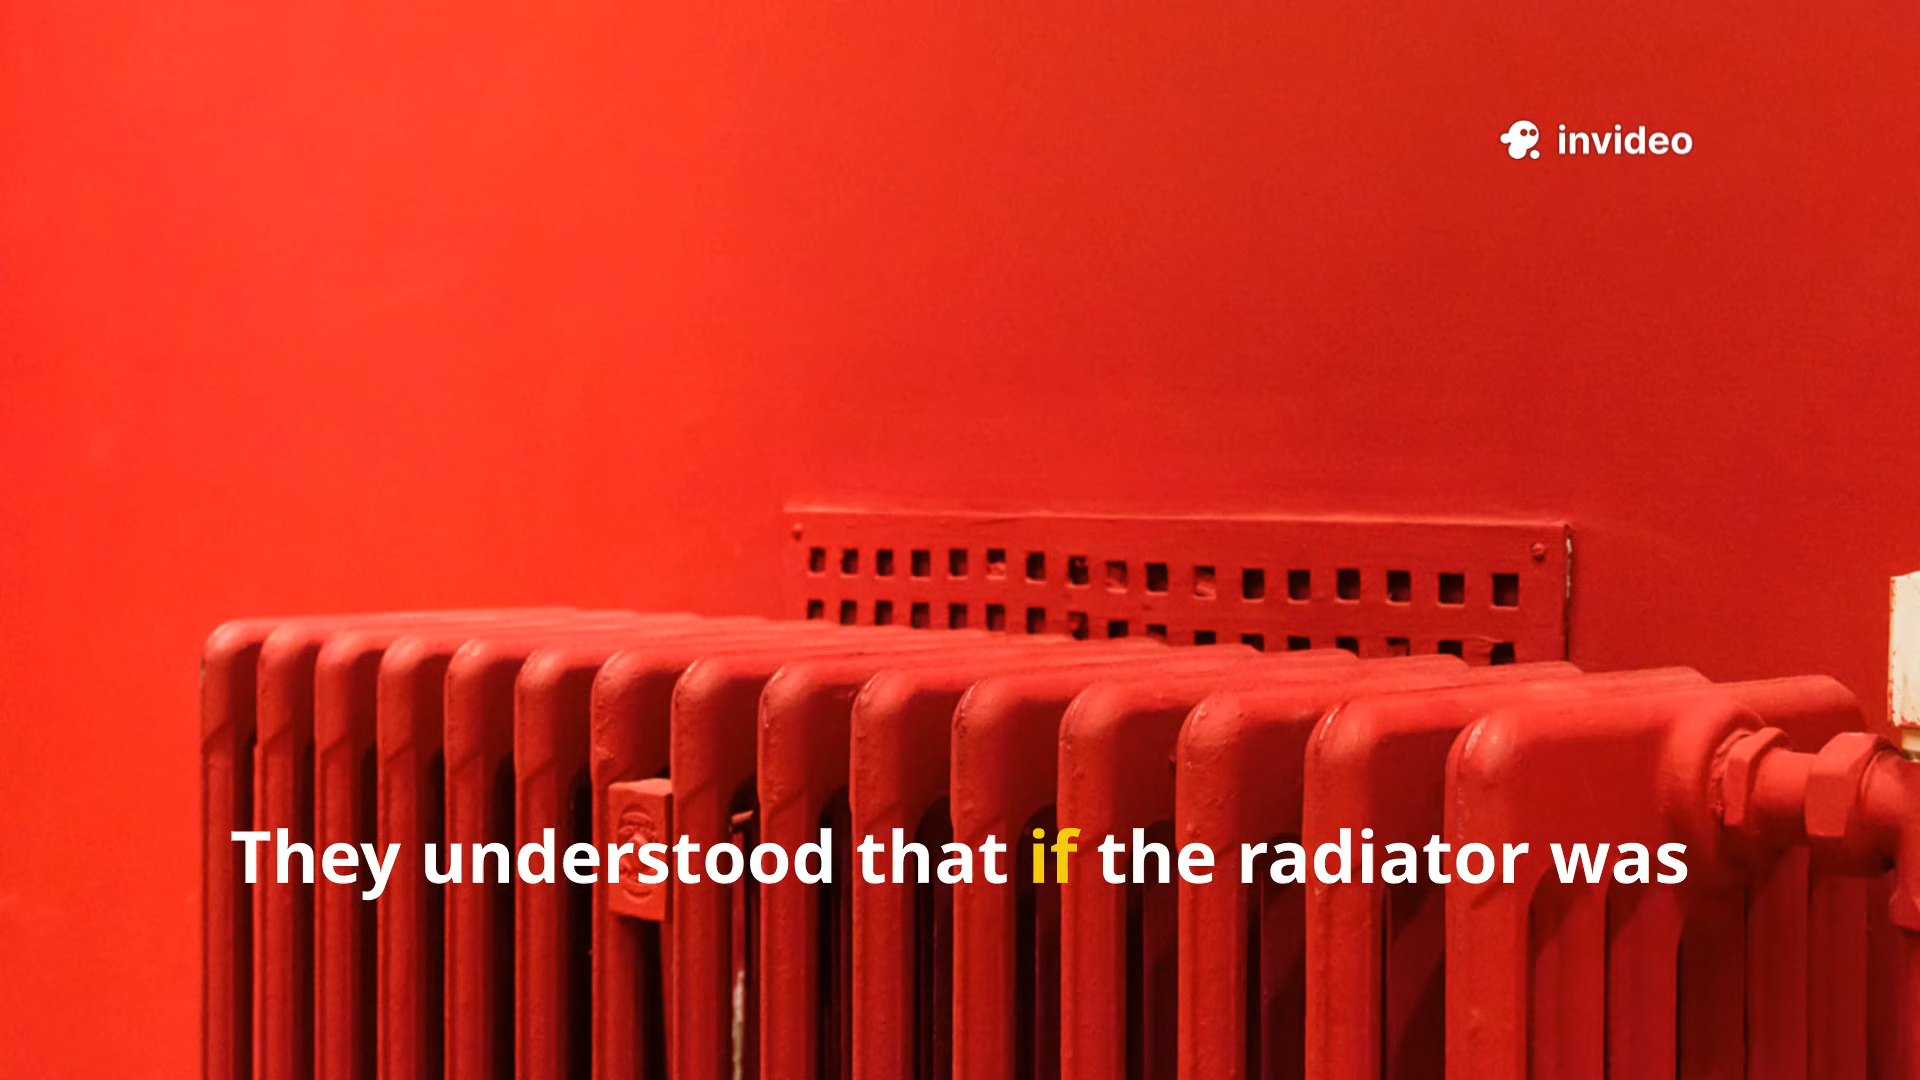 invideo
They understood that if the radiator was